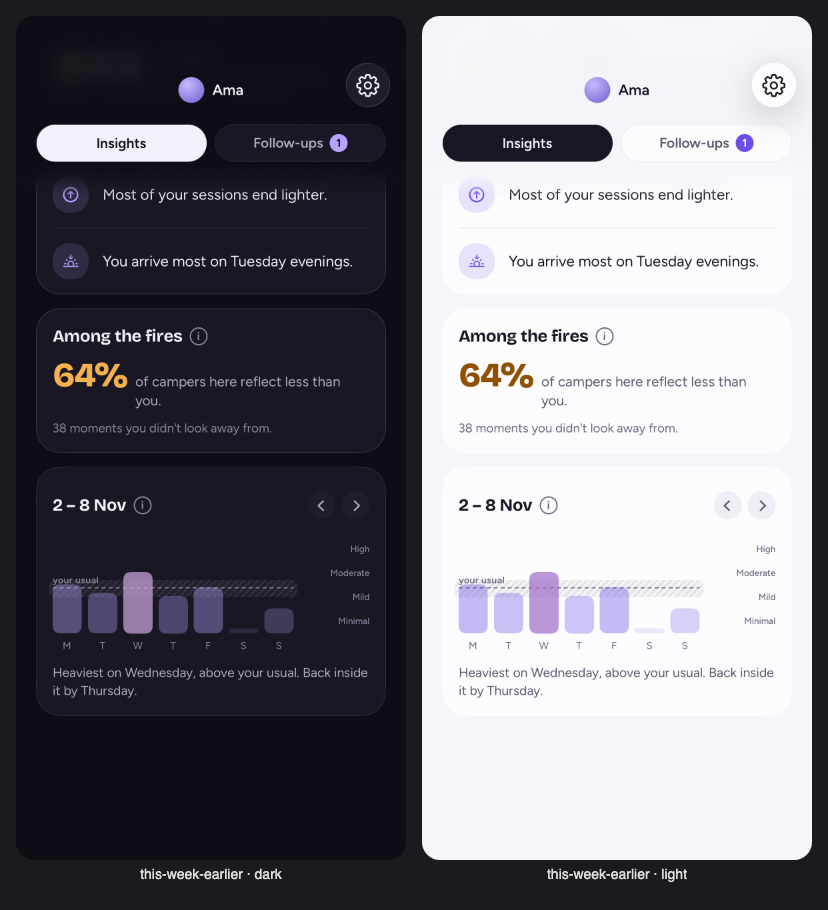 Ama
Insights
Follow-ups 1
Most of your sessions end lighter.
You arrive most on Tuesday evenings.
Among the fires
64% of campers here reflect less than
you.
38 moments you didn't look away from.
2 – 8 Nov
High
Moderate
your usual
Mild
Minimal
M T W T F S S
Heaviest on Wednesday, above your usual. Back inside
it by Thursday.
this-week-earlier · dark
Ama
Insights
Follow-ups 1
Most of your sessions end lighter.
You arrive most on Tuesday evenings.
Among the fires
64% of campers here reflect less than
you.
38 moments you didn't look away from.
2 – 8 Nov
High
Moderate
your usual
Mild
Minimal
M T W T F S S
Heaviest on Wednesday, above your usual. Back inside
it by Thursday.
this-week-earlier · light